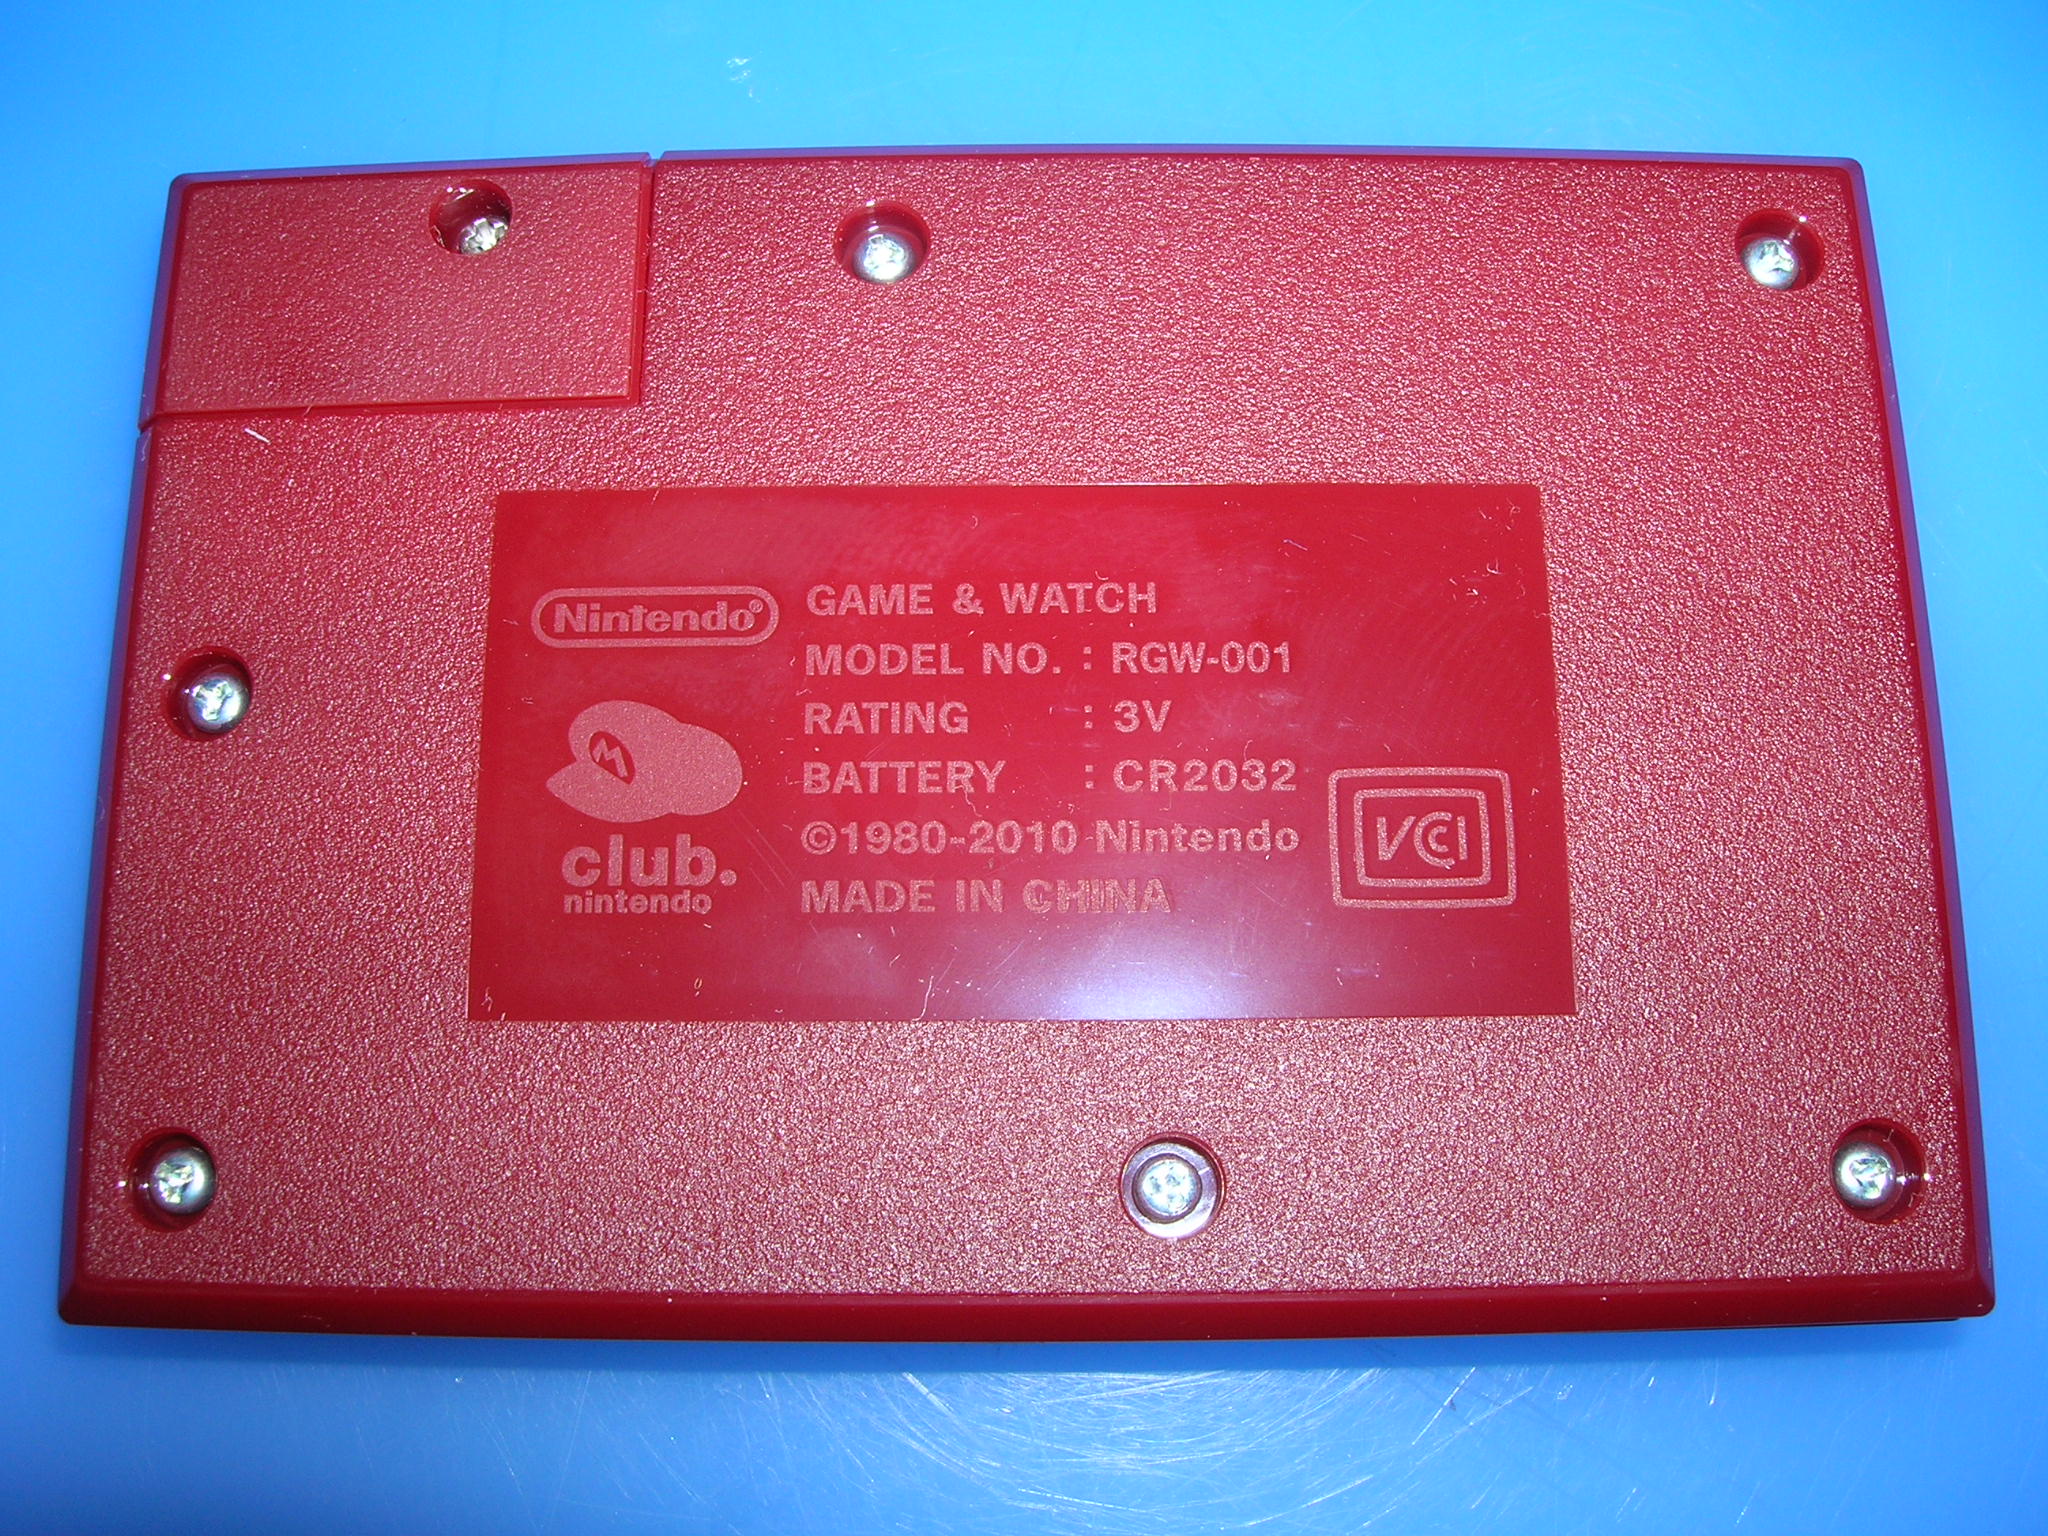 Nintendo®
GAME & WATCH
MODEL NO. : RGW-001
RATING : 3V
BATTERY : CR2032
©1980-2010 Nintendo
MADE IN CHINA
M
club.
nintendo
VCCI